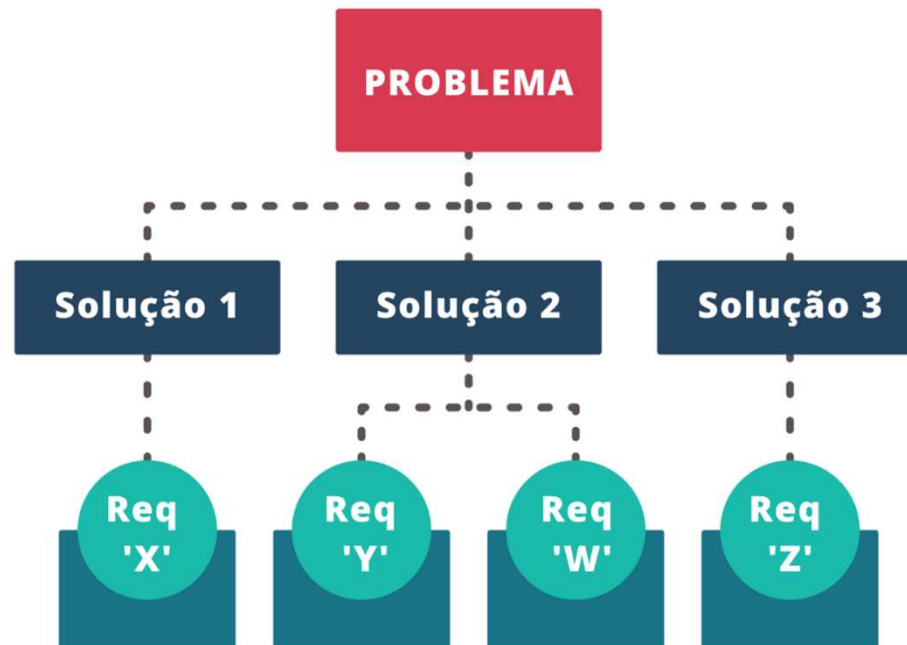 PROBLEMA
Solução 1
Solução 2
Solução 3
Req
'X'
Req
'Y'
Req
'W'
Req
'Z'